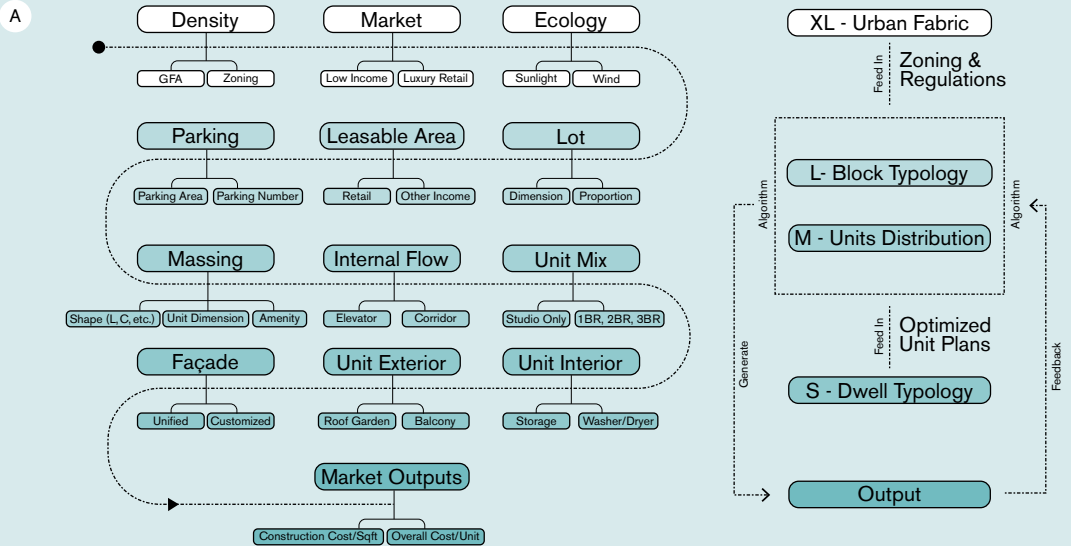 A
Density
Market
Ecology
GFA
Zoning
Low Income
Luxury Retail
Sunlight
Wind
Parking
Leasable Area
Lot
Parking Area
Parking Number
Retail
Other Income
Dimension
Proportion
Massing
Internal Flow
Unit Mix
Shape (L, C, etc.)
Unit Dimension
Amenity
Elevator
Corridor
Studio Only
1BR, 2BR, 3BR
Façade
Unit Exterior
Unit Interior
Unified
Customized
Roof Garden
Balcony
Storage
Washer/Dryer
Market Outputs
Construction Cost/Sqft
Overall Cost/Unit
XL - Urban Fabric
Feed In
Zoning &
Regulations
Algorithm
L- Block Typology
M - Units Distribution
Algorithm
Feed In
Optimized
Unit Plans
Generate
S - Dwell Typology
Feedback
Output